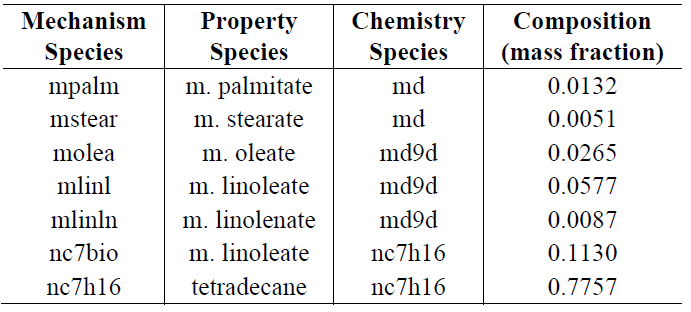 Mechanism Species Property Species Chemistry Species Composition (mass fraction)
mpalm m. palmitate md 0.0132
mstear m. stearate md 0.0051
molea m. oleate md9d 0.0265
mlinl m. linoleate md9d 0.0577
mlinln m. linolenate md9d 0.0087
nc7bio m. linoleate nc7h16 0.1130
nc7h16 tetradecane nc7h16 0.7757